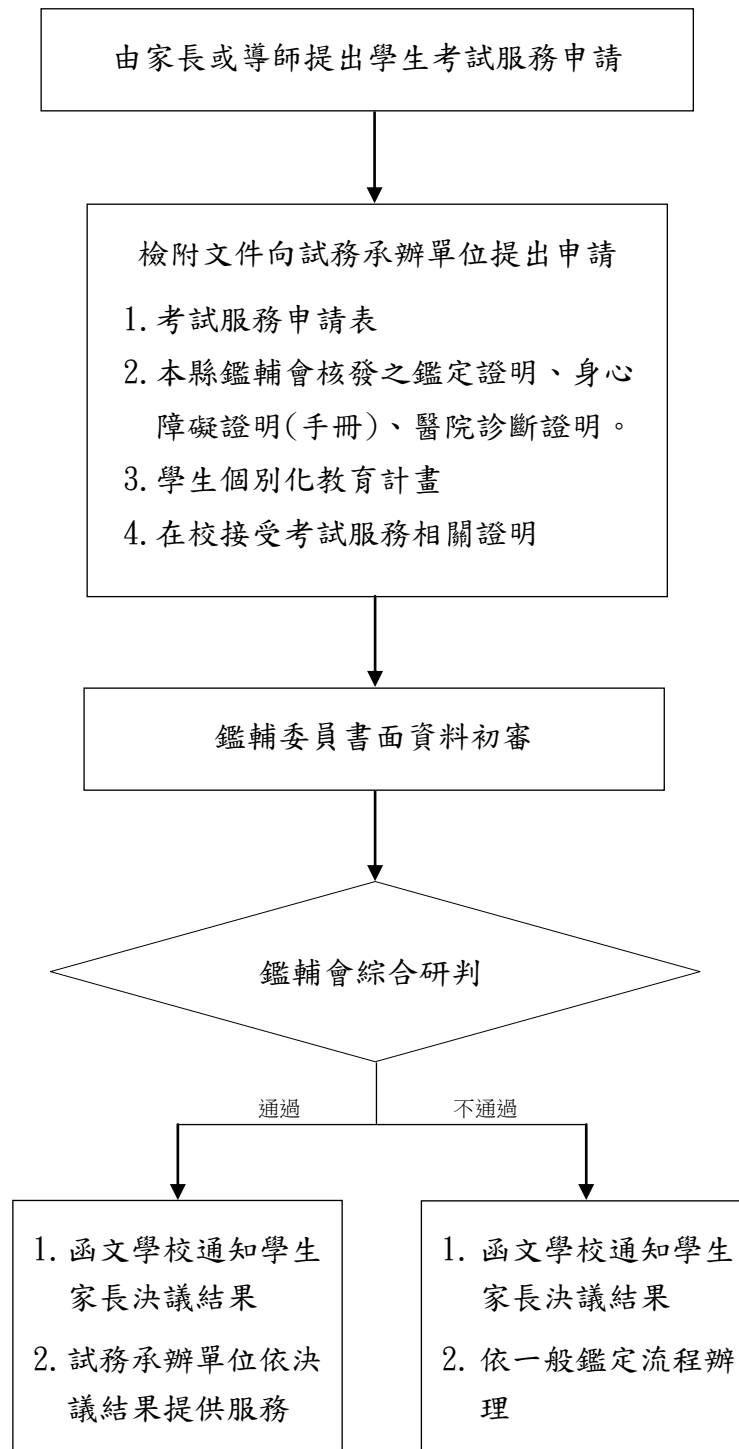 由家長或導師提出學生考試服務申請
檢附文件向試務承辦單位提出申請
1.考試服務申請表
2.本縣鑑輔會核發之鑑定證明、身心
障礙證明(手冊)、醫院診斷證明。
3.學生個別化教育計畫
4.在校接受考試服務相關證明
鑑輔委員書面資料初審
鑑輔會綜合研判
通過
不通過
1. 函文學校通知學生
家長決議結果
2. 試務承辦單位依決
議結果提供服務
1. 函文學校通知學生
家長決議結果
2. 依一般鑑定流程辦
理